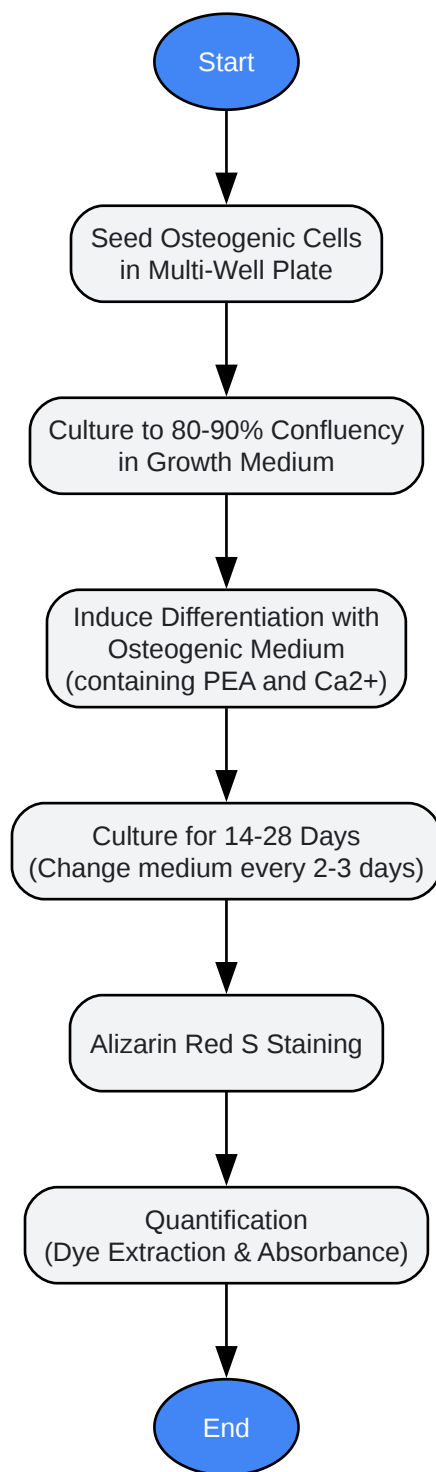 Start
Seed Osteogenic Cells
in Multi-Well Plate
Culture to 80-90% Confluency
in Growth Medium
Induce Differentiation with
Osteogenic Medium
(containing PEA and Ca2+)
Culture for 14-28 Days
(Change medium every 2-3 days)
Alizarin Red S Staining
Quantification
(Dye Extraction & Absorbance)
End